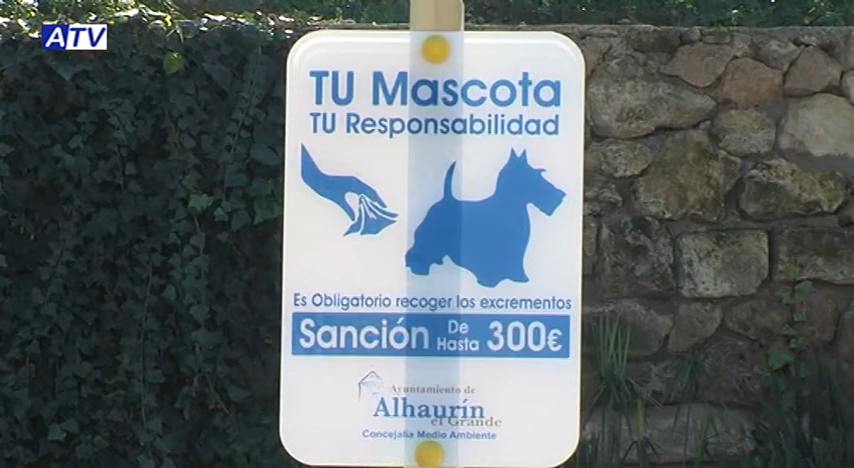 ATV
TU Mascota
TU Responsabilidad
Es Obligatorio recoger los excrementos
Sanción De Hasta 300€
Ayuntamiento de
Alhaurín
el Grande
Concejalia Medio Ambiente